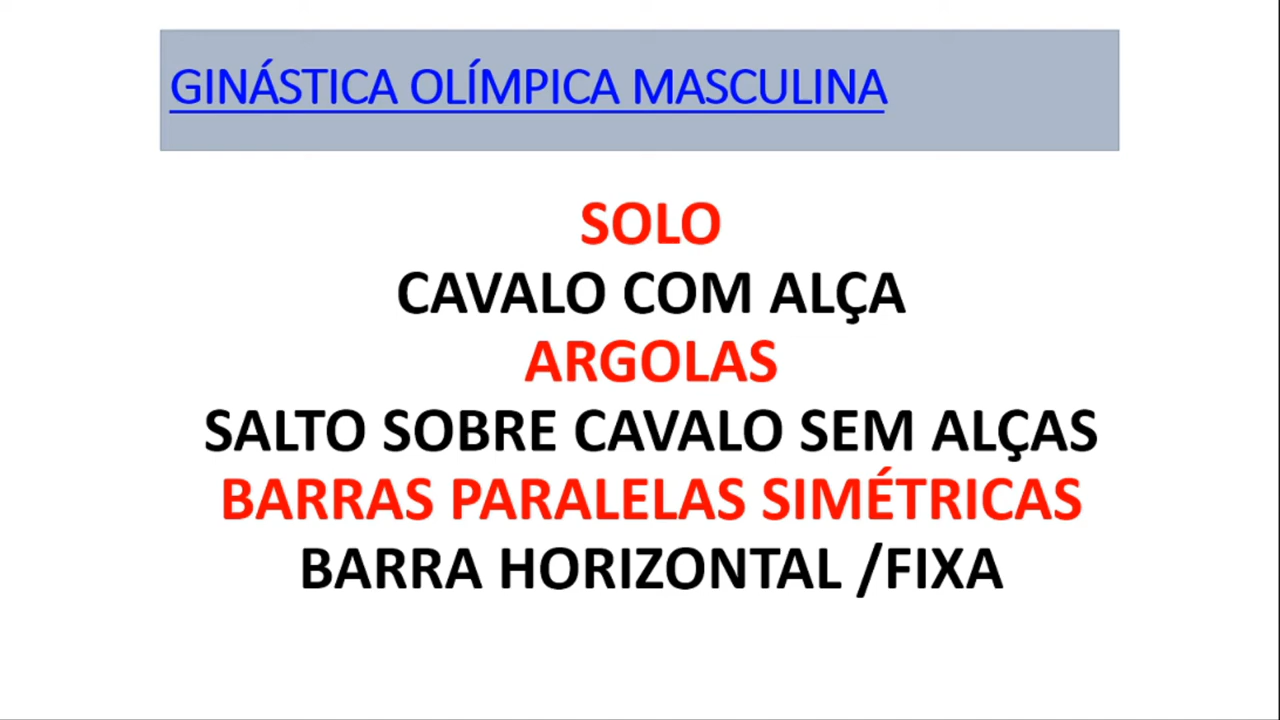 GINÁSTICA OLÍMPICA MASCULINA
SOLO
CAVALO COM ALÇA
ARGOLAS
SALTO SOBRE CAVALO SEM ALÇAS
BARRAS PARALELAS SIMÉTRICAS
BARRA HORIZONTAL /FIXA